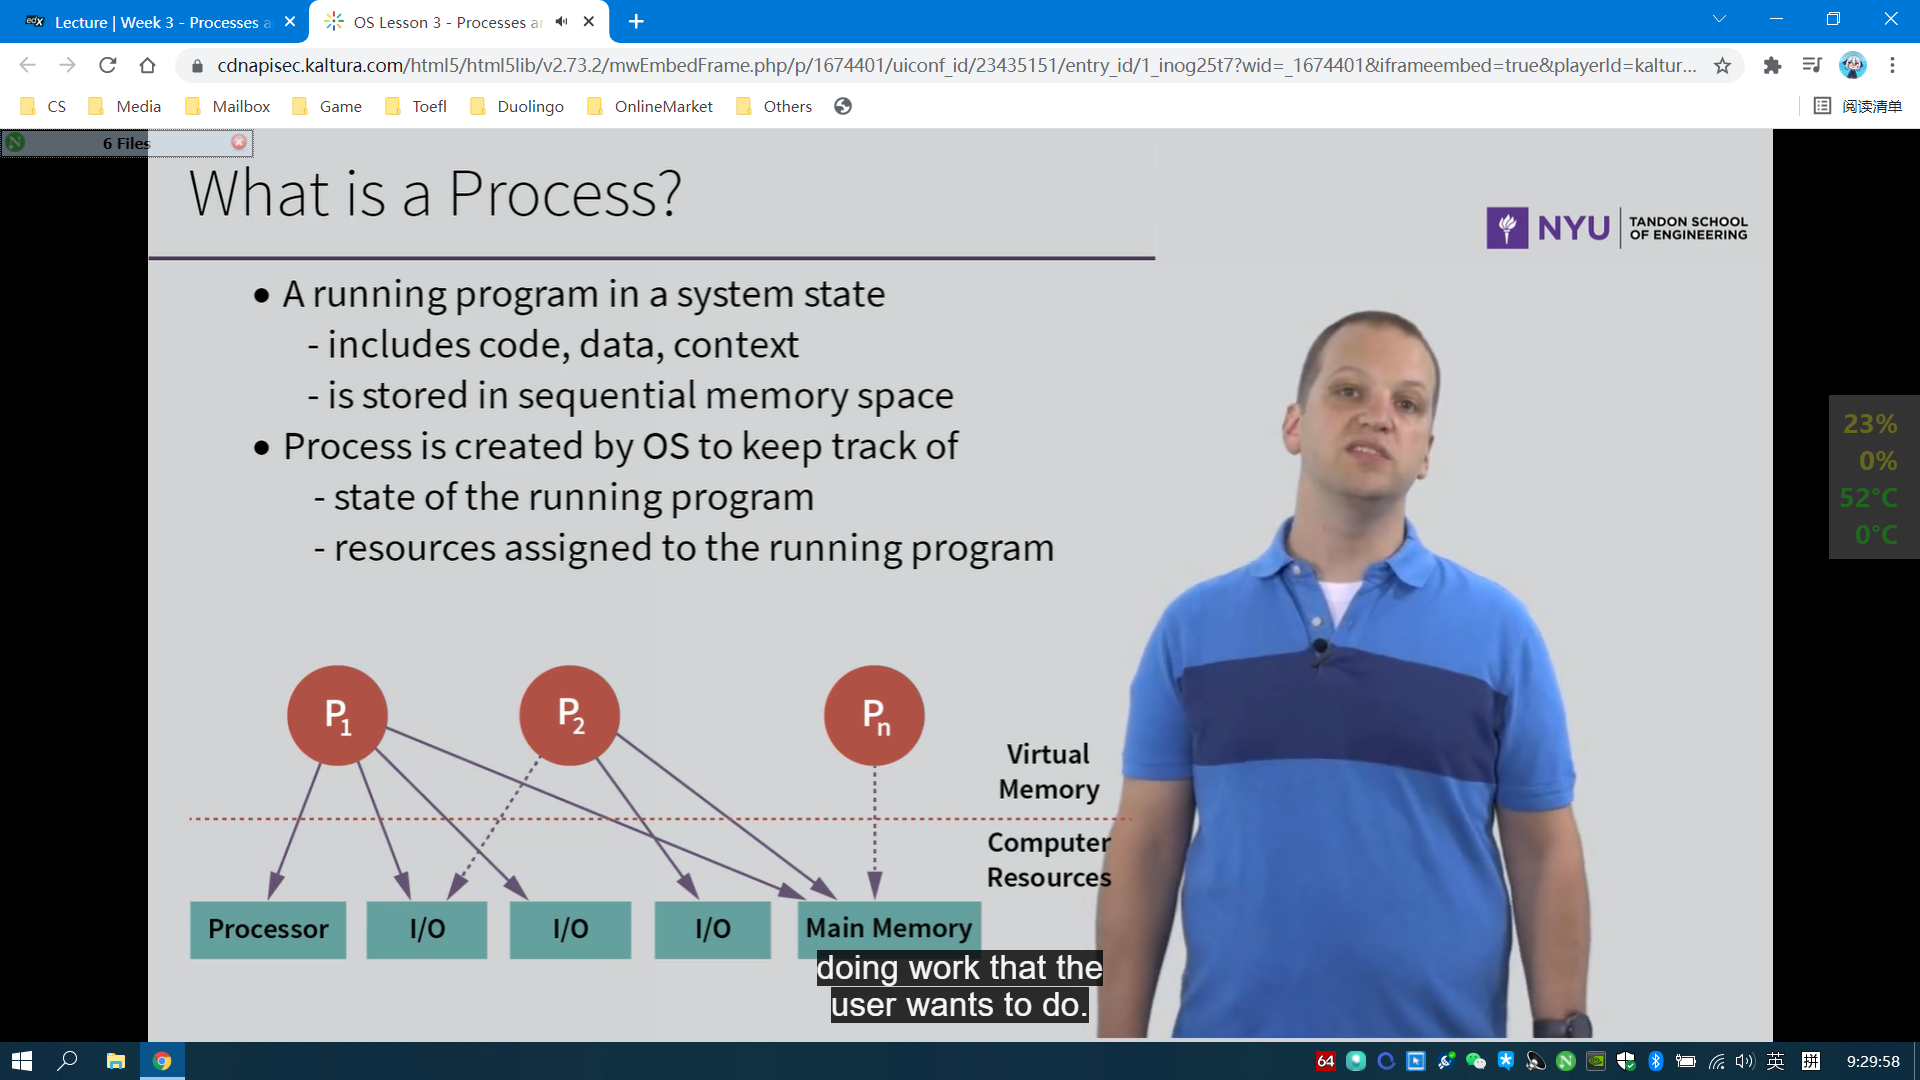 edX Lecture | Week 3 - Processes a
OS Lesson 3 - Processes a
cdnapisec.kaltura.com/html5/html5lib/v2.73.2/mwEmbedFrame.php/p/1674401/uiconf_id/23435151/entry_id/1_inog25t7?wid=_1674401&iframeembed=true&playerId=kaltur...
CS Media Mailbox Game Toefl Duolingo OnlineMarket Others 阅读清单
6 Files
What is a Process?
NYU TANDON SCHOOL
OF ENGINEERING
• A running program in a system state
- includes code, data, context
- is stored in sequential memory space
• Process is created by OS to keep track of
- state of the running program
- resources assigned to the running program
23%
0%
52°C
0°C
P1 P2 Pn
Virtual
Memory
Computer
Resources
Processor I/O I/O I/O Main Memory
doing work that the
user wants to do.
64 英 拼 9:29:58